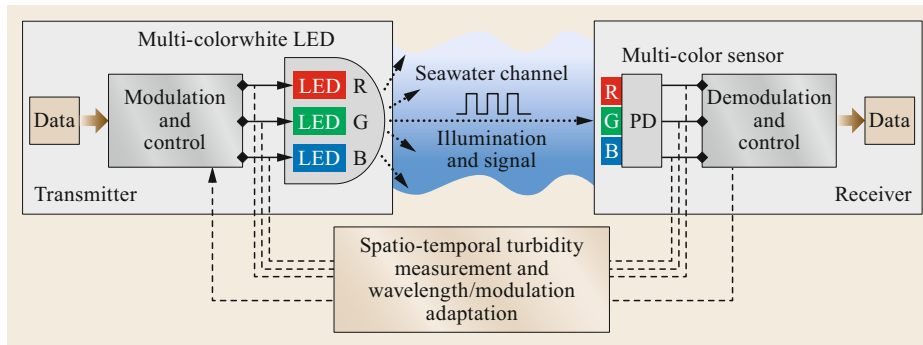 Multi-colorwhite LED
Data
Modulation
and
control
LED R
LED G
LED B
Transmitter
Seawater channel
Illumination
and signal
Multi-color sensor
R
G
B
PD
Demodulation
and
control
Data
Receiver
Spatio-temporal turbidity
measurement and
wavelength/modulation
adaptation